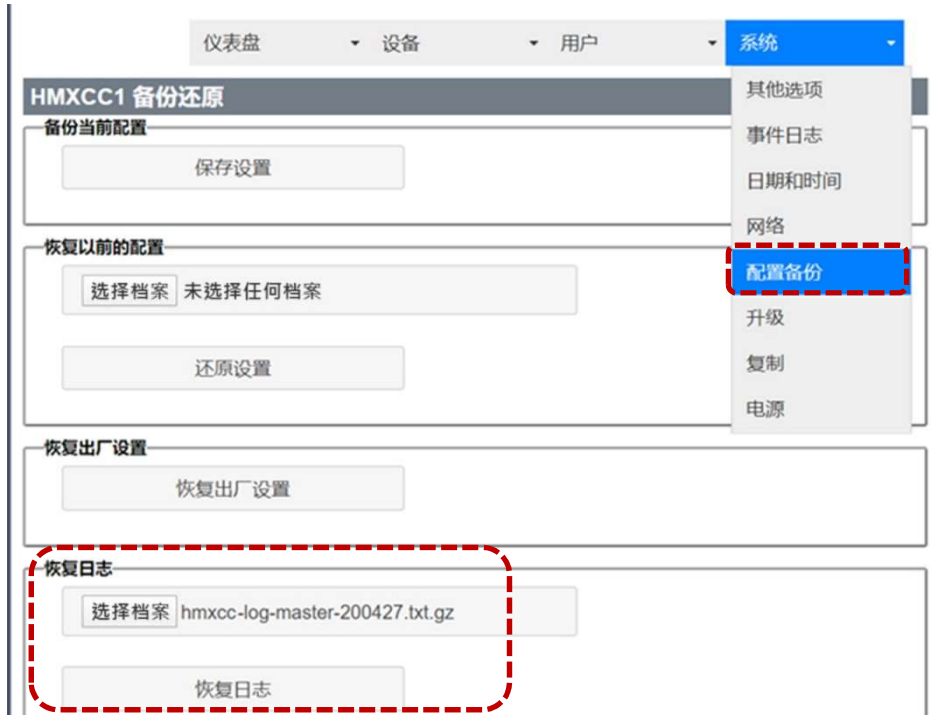 仪表盘 设备 用户 系统
其他选项
事件日志
日期和时间
网络
配置备份
升级
复制
电源
HMXCC1 备份还原
备份当前配置
保存设置
恢复以前的配置
选择档案 未选择任何档案
还原设置
恢复出厂设置
恢复出厂设置
恢复日志
选择档案 hmxcc-log-master-200427.txt.gz
恢复日志